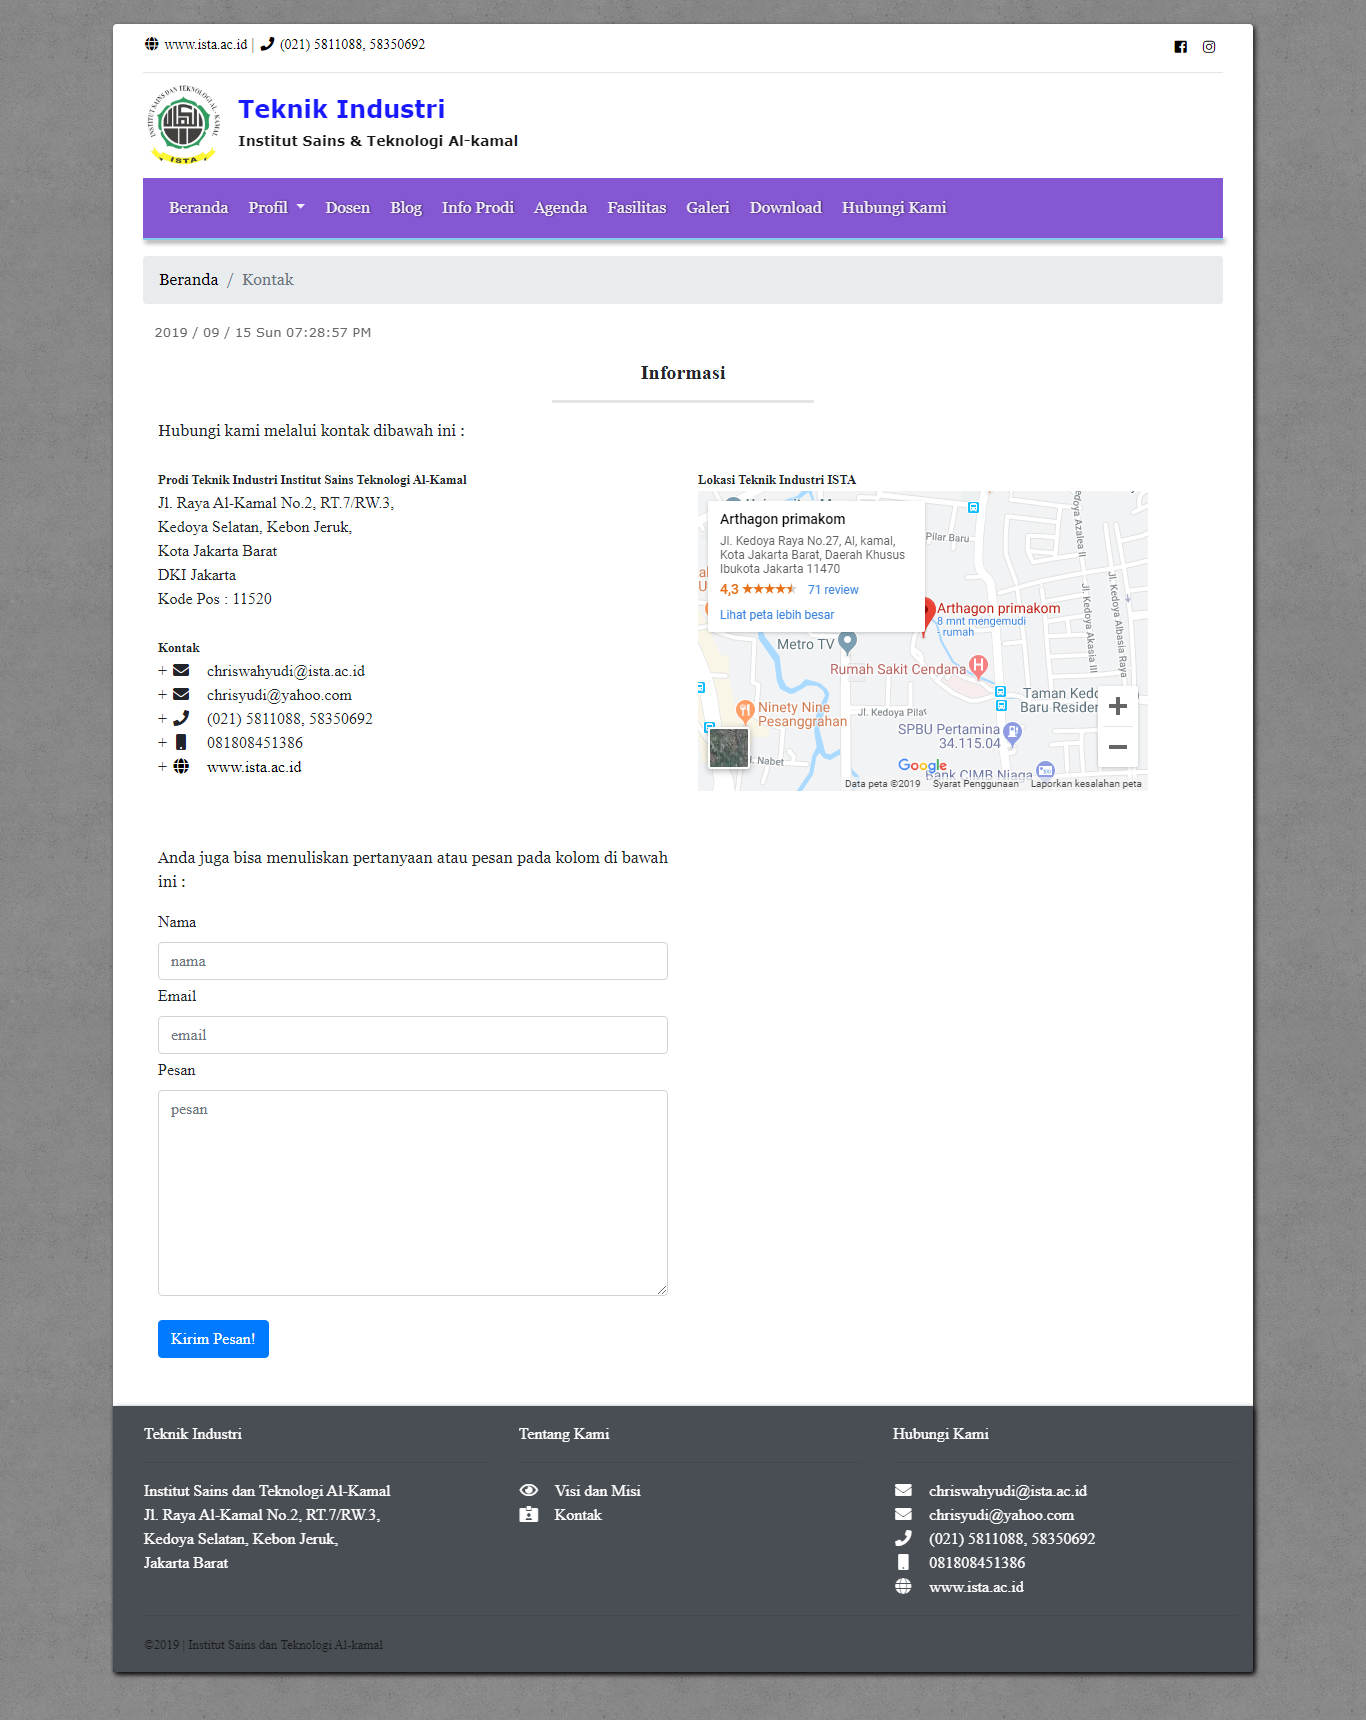 www.ista.ac.id | (021) 5811088, 58350692
INSTITUT SAINS DAN TEKNOLOGI AL - KAMAL
ISTA
Teknik Industri
Institut Sains & Teknologi Al-kamal
Beranda Profil Dosen Blog Info Prodi Agenda Fasilitas Galeri Download Hubungi Kami
Beranda / Kontak
2019 / 09 / 15 Sun 07:28:57 PM
Informasi
Hubungi kami melalui kontak dibawah ini :
Prodi Teknik Industri Institut Sains Teknologi Al-Kamal
Jl. Raya Al-Kamal No.2, RT.7/RW.3,
Kedoya Selatan, Kebon Jeruk,
Kota Jakarta Barat
DKI Jakarta
Kode Pos : 11520
Kontak
+ chriswahyudi@ista.ac.id
+ chrisyudi@yahoo.com
+ (021) 5811088, 58350692
+ 081808451386
+ www.ista.ac.id
Lokasi Teknik Industri ISTA
Arthagon primakom
Jl. Kedoya Raya No.27, Al, kamal,
Kota Jakarta Barat, Daerah Khusus
Ibukota Jakarta 11470
4,3 71 review
Lihat peta lebih besar
Pilar Baru
Jl. Kedoya Azalea II
Jl. Kedoya Akasia III
Jl. Kedoya Albasia Raya
Arthagon primakom
8 mnt mengemudi
- rumah
Metro TV
Rumah Sakit Cendana
Ninety Nine
Pesanggrahan
Jl. Kedoya Pilar
Taman Kedo
Baru Residen
SPBU Pertamina
34.115.04
Nabet
Google
Bank CIMB Niaga
Data peta ©2019 Syarat Penggunaan Laporkan kesalahan peta
Anda juga bisa menuliskan pertanyaan atau pesan pada kolom di bawah
ini :
Nama
nama
Email
email
Pesan
pesan
Kirim Pesan!
Teknik Industri
Institut Sains dan Teknologi Al-Kamal
Jl. Raya Al-Kamal No.2, RT.7/RW.3,
Kedoya Selatan, Kebon Jeruk,
Jakarta Barat
Tentang Kami
Visi dan Misi
Kontak
Hubungi Kami
chriswahyudi@ista.ac.id
chrisyudi@yahoo.com
(021) 5811088, 58350692
081808451386
www.ista.ac.id
©2019 | Institut Sains dan Teknologi Al-kamal